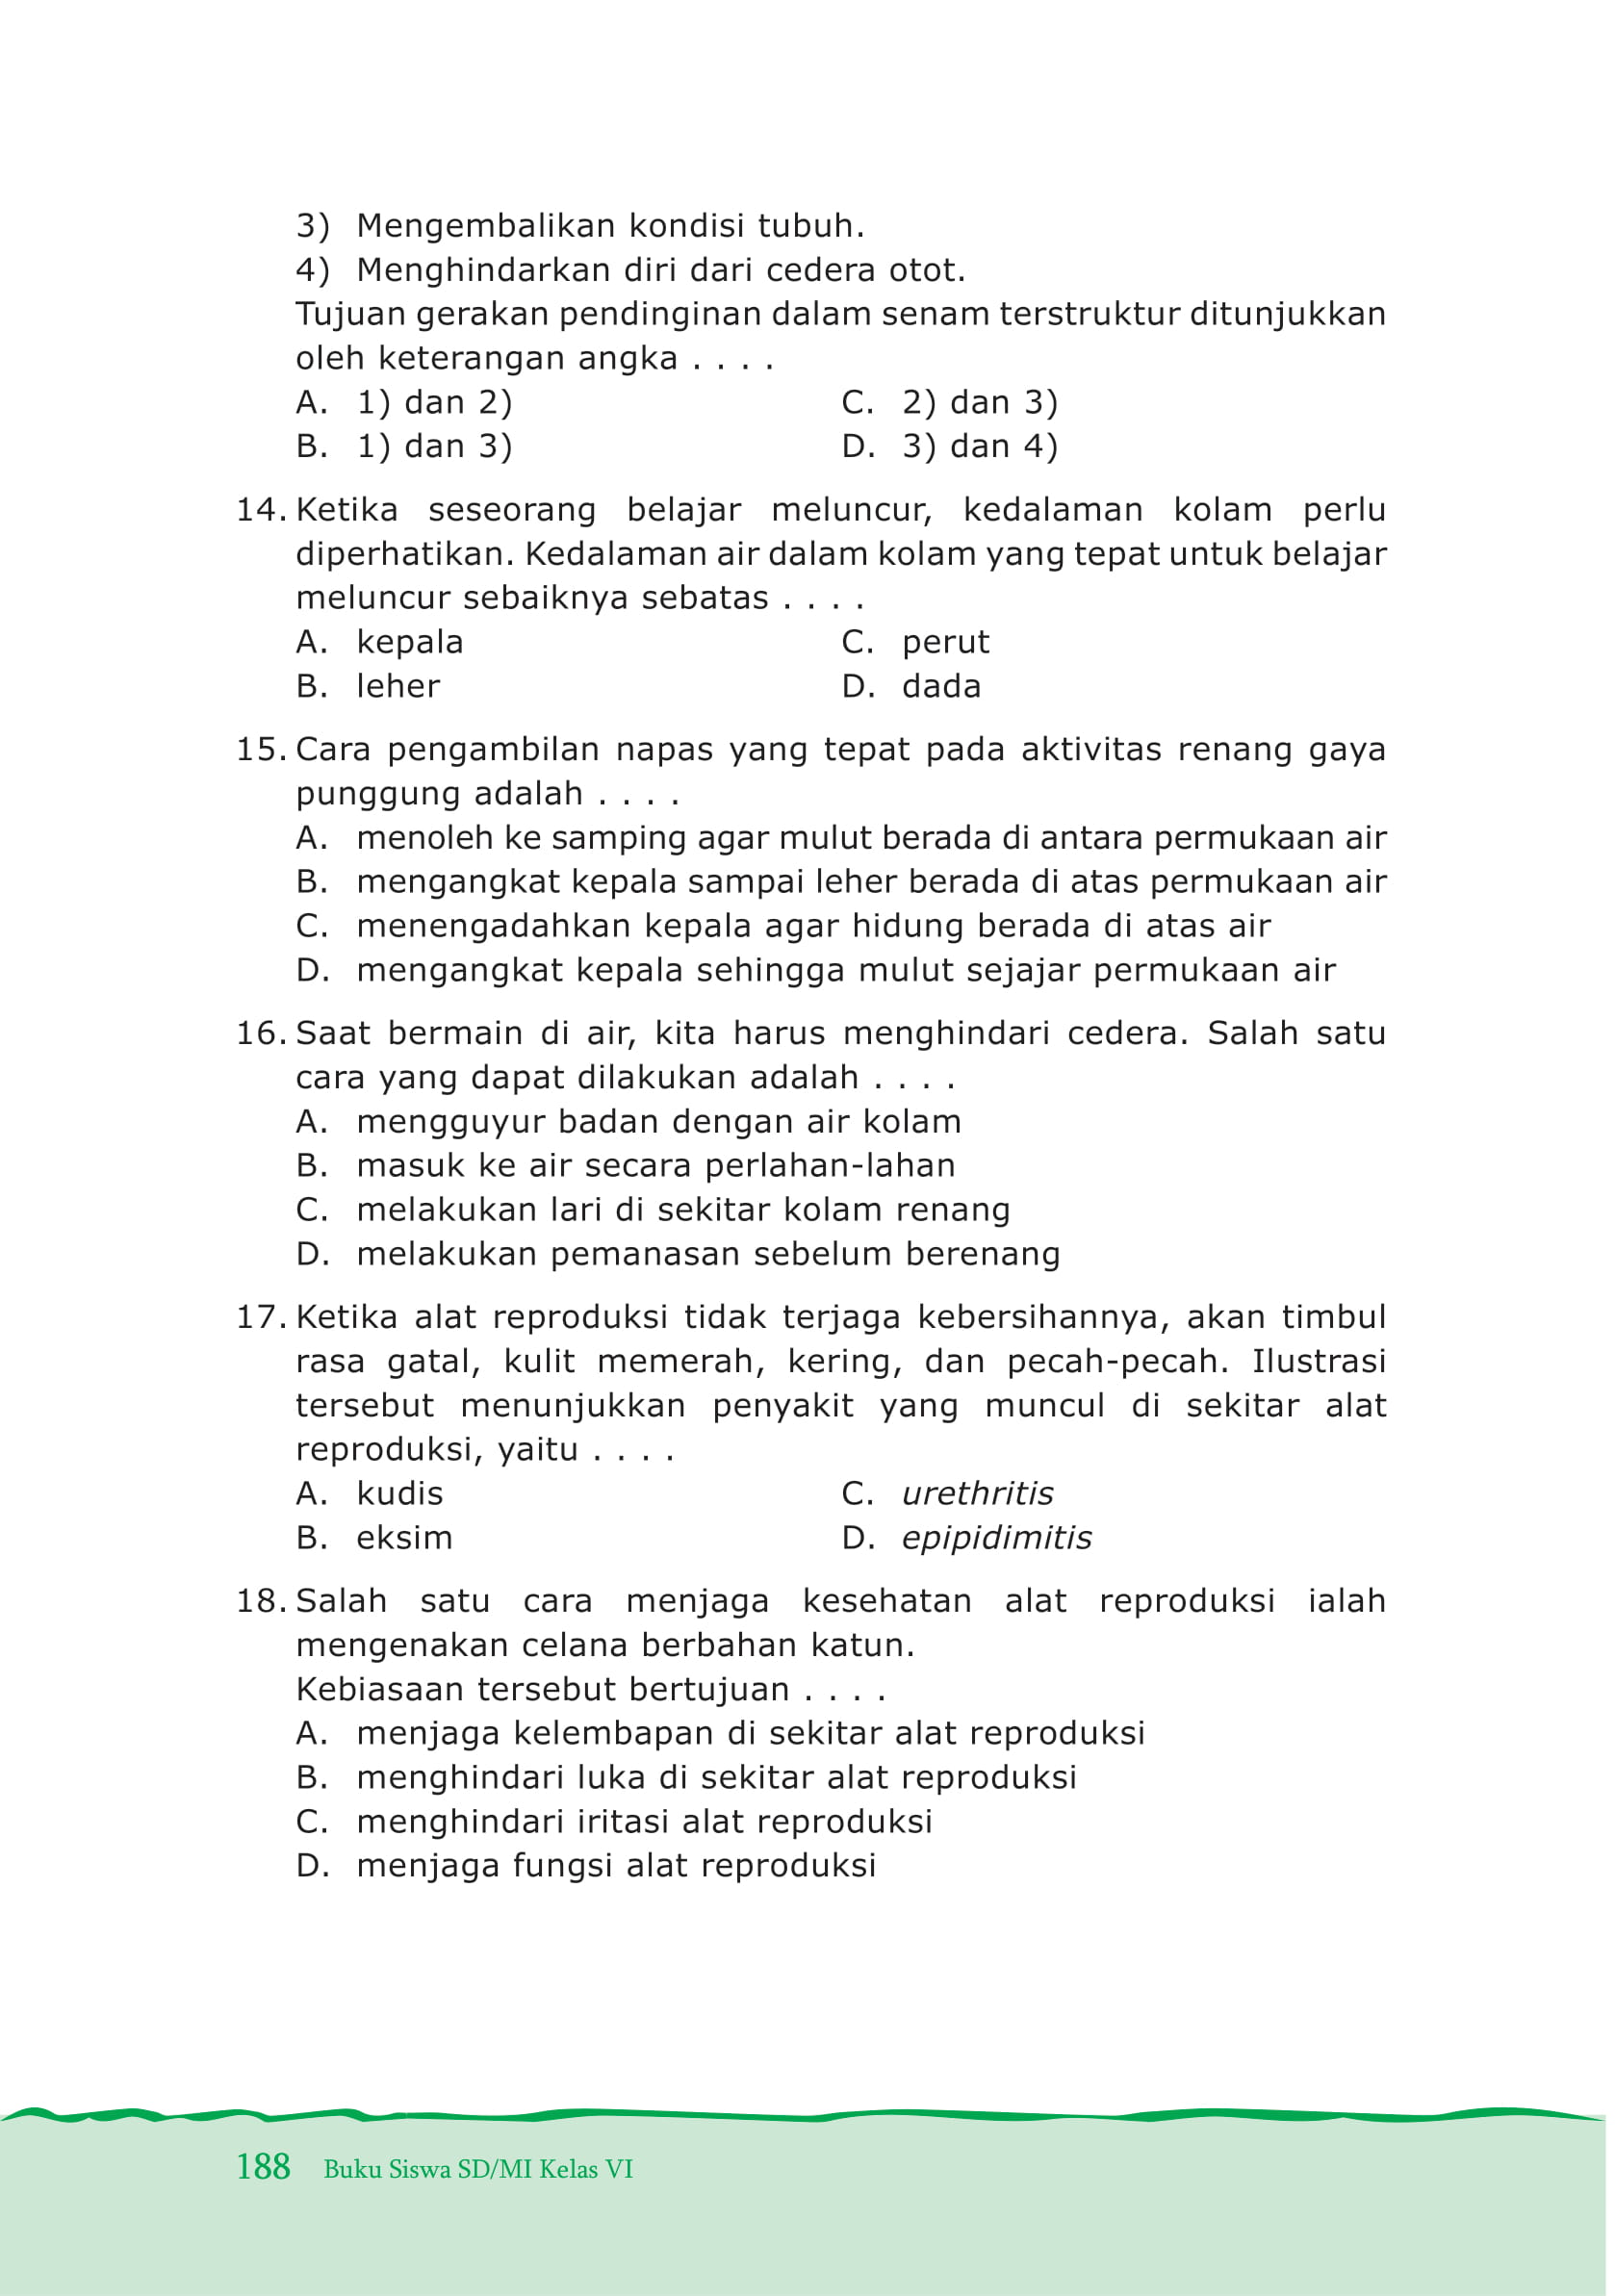 3) Mengembalikan kondisi tubuh.
4) Menghindarkan diri dari cedera otot.
Tujuan gerakan pendinginan dalam senam terstruktur ditunjukkan
oleh keterangan angka . . . .
A. 1) dan 2) C. 2) dan 3)
B. 1) dan 3) D. 3) dan 4)
14. Ketika seseorang belajar meluncur, kedalaman kolam perlu
diperhatikan. Kedalaman air dalam kolam yang tepat untuk belajar
meluncur sebaiknya sebatas . . . .
A. kepala C. perut
B. leher D. dada
15. Cara pengambilan napas yang tepat pada aktivitas renang gaya
punggung adalah . . . .
A. menoleh ke samping agar mulut berada di antara permukaan air
B. mengangkat kepala sampai leher berada di atas permukaan air
C. menengadahkan kepala agar hidung berada di atas air
D. mengangkat kepala sehingga mulut sejajar permukaan air
16. Saat bermain di air, kita harus menghindari cedera. Salah satu
cara yang dapat dilakukan adalah . . . .
A. mengguyur badan dengan air kolam
B. masuk ke air secara perlahan-lahan
C. melakukan lari di sekitar kolam renang
D. melakukan pemanasan sebelum berenang
17. Ketika alat reproduksi tidak terjaga kebersihannya, akan timbul
rasa gatal, kulit memerah, kering, dan pecah-pecah. Ilustrasi
tersebut menunjukkan penyakit yang muncul di sekitar alat
reproduksi, yaitu . . . .
A. kudis C. urethritis
B. eksim D. epipidimitis
18. Salah satu cara menjaga kesehatan alat reproduksi ialah
mengenakan celana berbahan katun.
Kebiasaan tersebut bertujuan . . . .
A. menjaga kelembapan di sekitar alat reproduksi
B. menghindari luka di sekitar alat reproduksi
C. menghindari iritasi alat reproduksi
D. menjaga fungsi alat reproduksi
188 Buku Siswa SD/MI Kelas VI